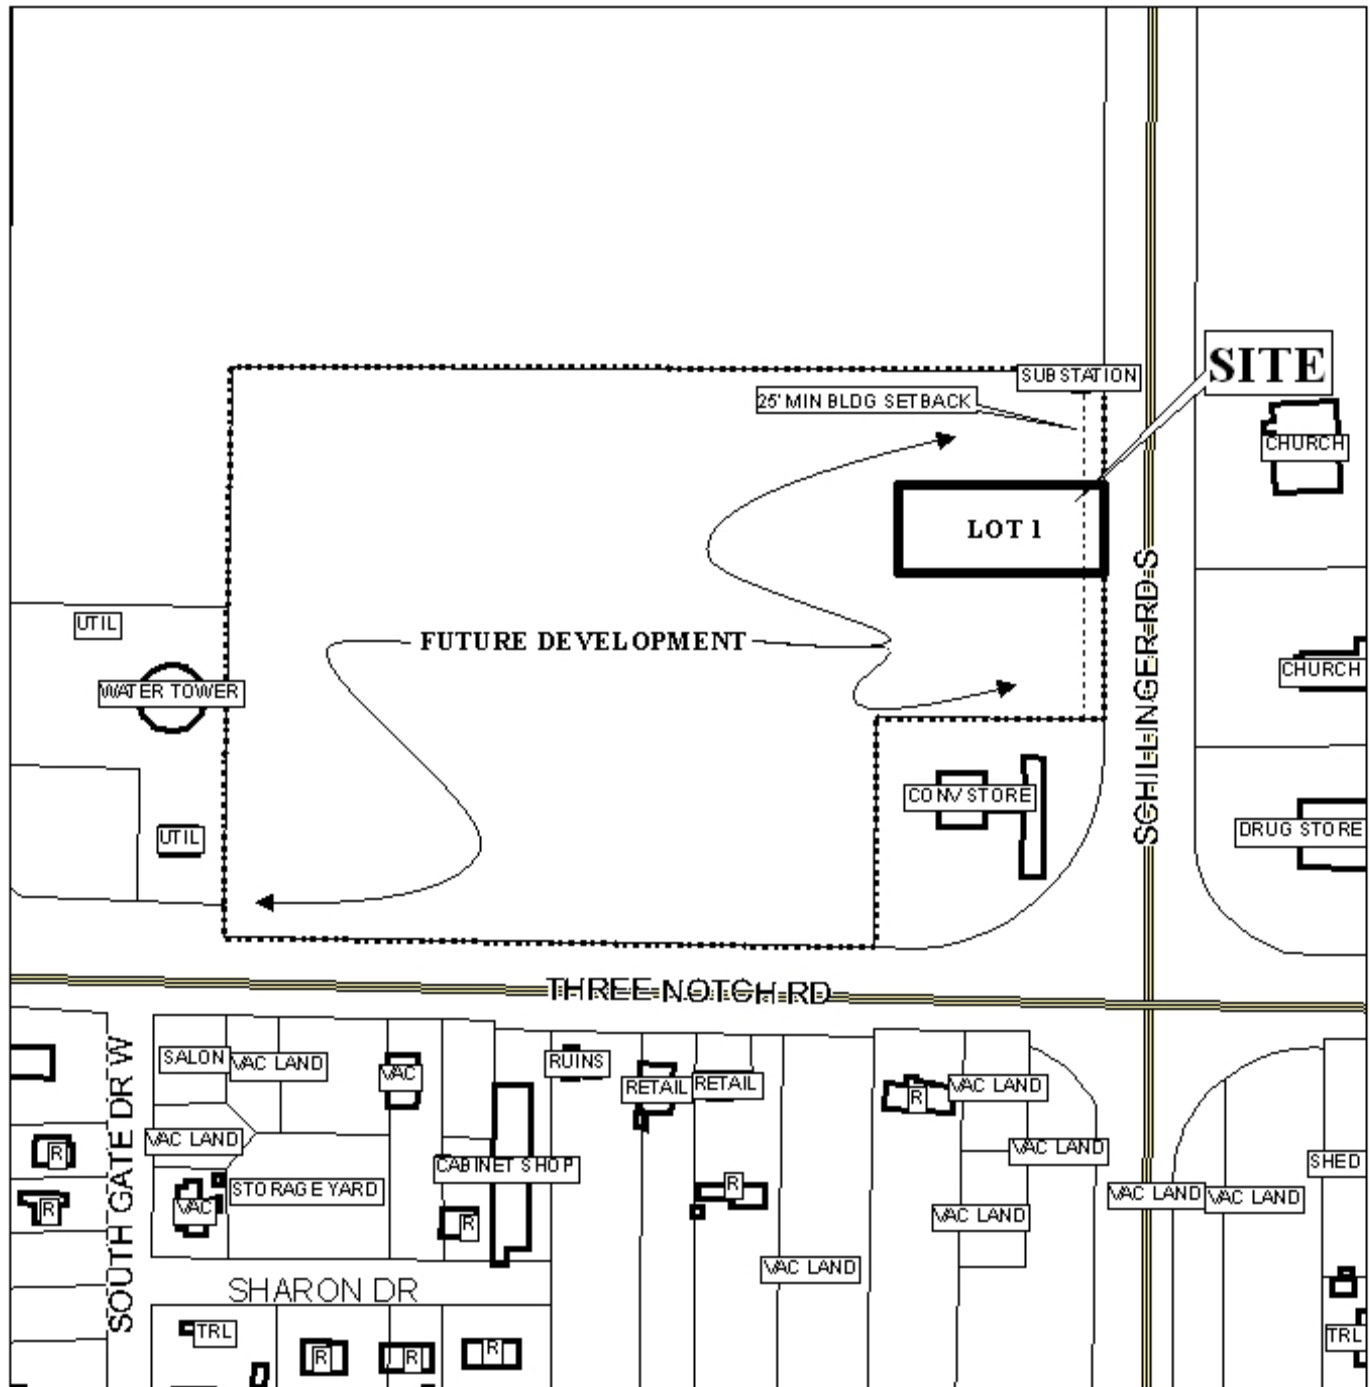 SITE
SUBSTATION
25' MIN BLDG SETBACK
CHURCH
LOT 1
SCHILLINGER RD S
UTIL
FUTURE DEVELOPMENT
CHURCH
WATER TOWER
CONV STORE
DRUG STORE
UTIL
THREE NOTCH RD
SOUTH GATE DR W
SALON
VAC LAND
VAC
RUINS
RETAIL
RETAIL
R
VAC LAND
VAC LAND
R
VAC LAND
CABINET SHOP
SHED
STORAGE YARD
R
VAC LAND
VAC LAND
R
VAC
R
VAC LAND
VAC LAND
SHARON DR
TRL
R
R
R
TRL